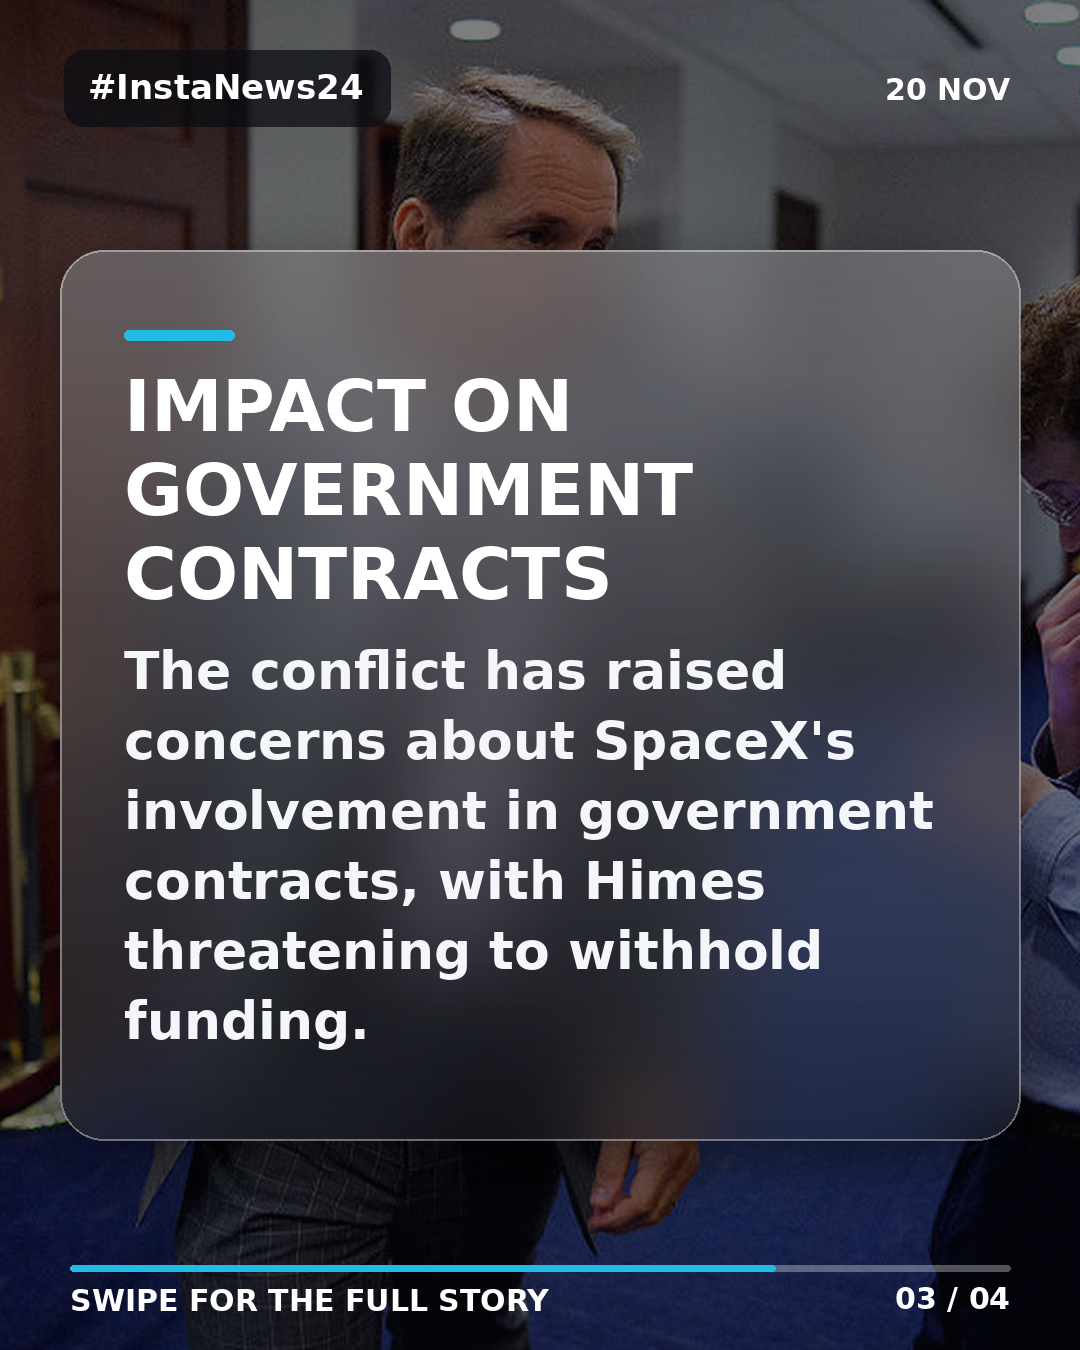 #InstaNews24
20 NOV
IMPACT ON
GOVERNMENT
CONTRACTS
The conflict has raised
concerns about SpaceX's
involvement in government
contracts, with Himes
threatening to withhold
funding.
SWIPE FOR THE FULL STORY
03 / 04